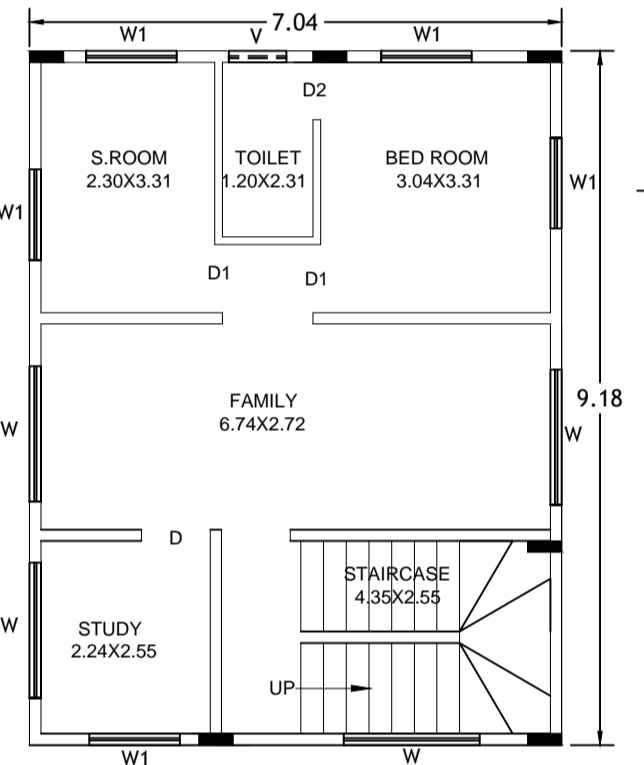 7.04
W1
V
W1
D2
S.ROOM
2.30X3.31
TOILET
1.20X2.31
BED ROOM
3.04X3.31
W1
W1
D1
D1
FAMILY
6.74X2.72
9.18
W
W
D
STAIRCASE
4.35X2.55
W
STUDY
2.24X2.55
UP
W1
W